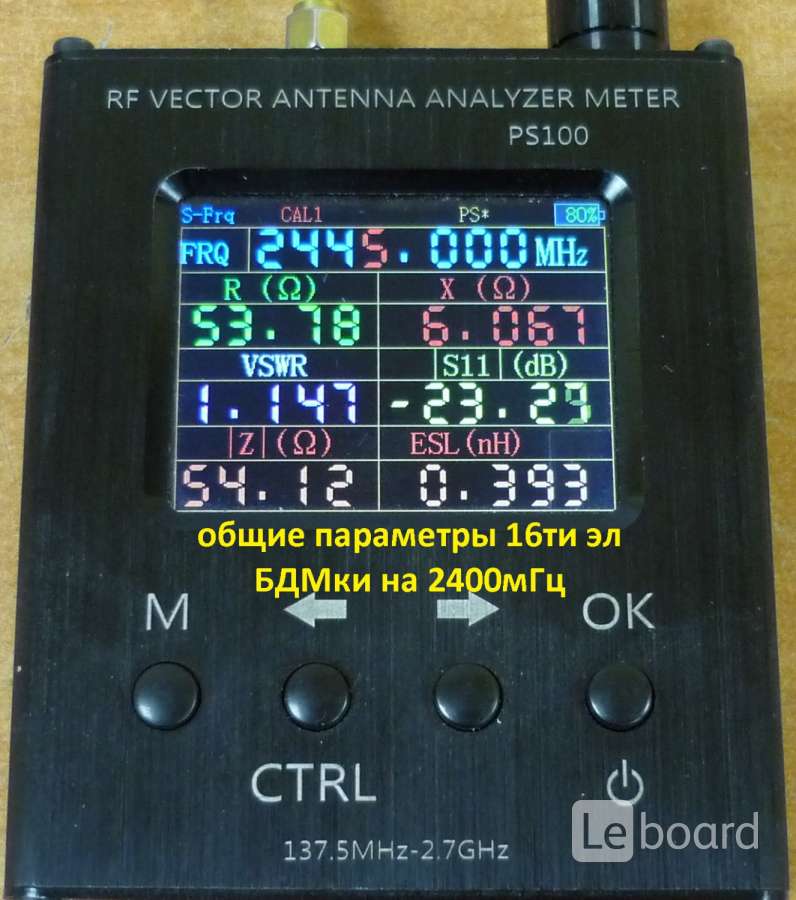 RF VECTOR ANTENNA ANALYZER METER
PS100
S-Frq CAL1 PS* 80%
FRQ 2445.000MHz
R (Ω) X (Ω)
53.78 6.067
VSWR |S11| (dB)
1.147 -23.29
|Z| (Ω) ESL(nH)
54.12 0.393
общие параметры 16ти эл
БДМки на 2400мГц
M OK
CTRL
Leboard
137.5MHz-2.7GHz